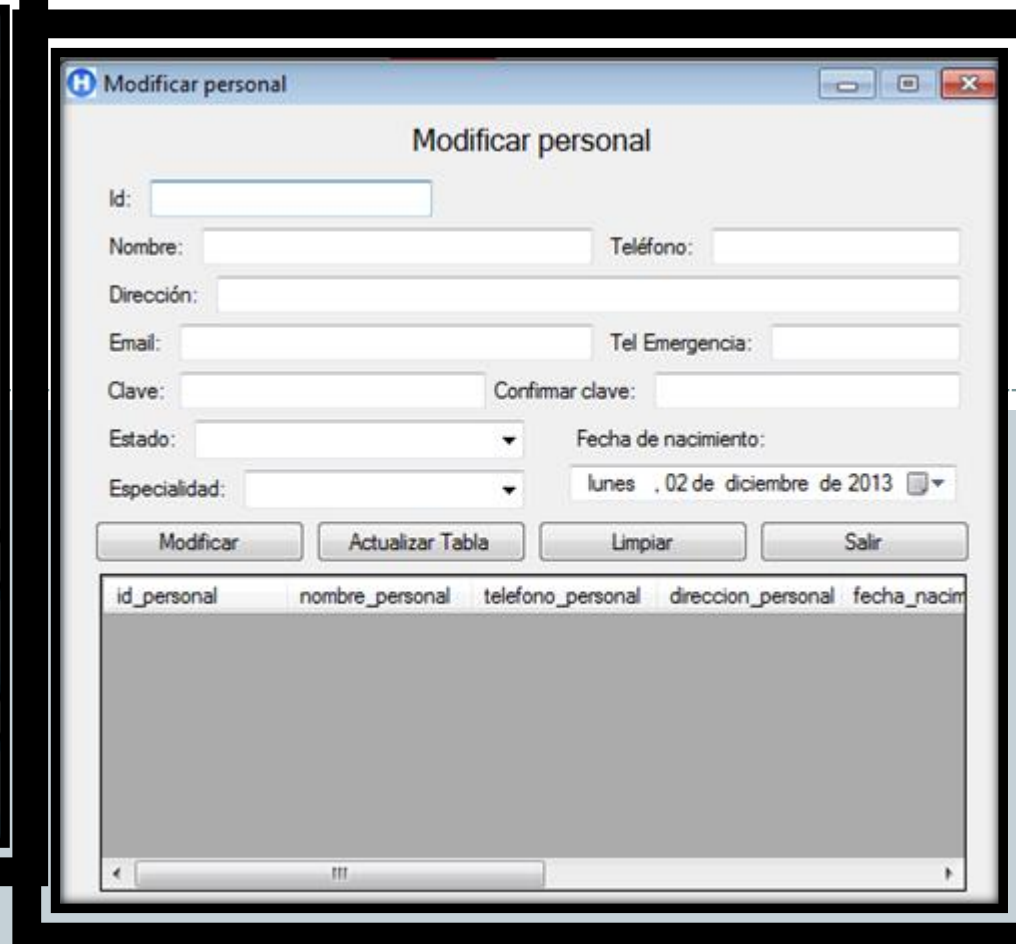 H Modificar personal
Modificar personal
Id:
Nombre: Teléfono:
Dirección:
Email: Tel Emergencia:
Clave: Confirmar clave:
Estado: Fecha de nacimiento:
Especialidad: lunes , 02 de diciembre de 2013
Modificar Actualizar Tabla Limpiar Salir
id_personal nombre_personal telefono_personal direccion_personal fecha_nacim